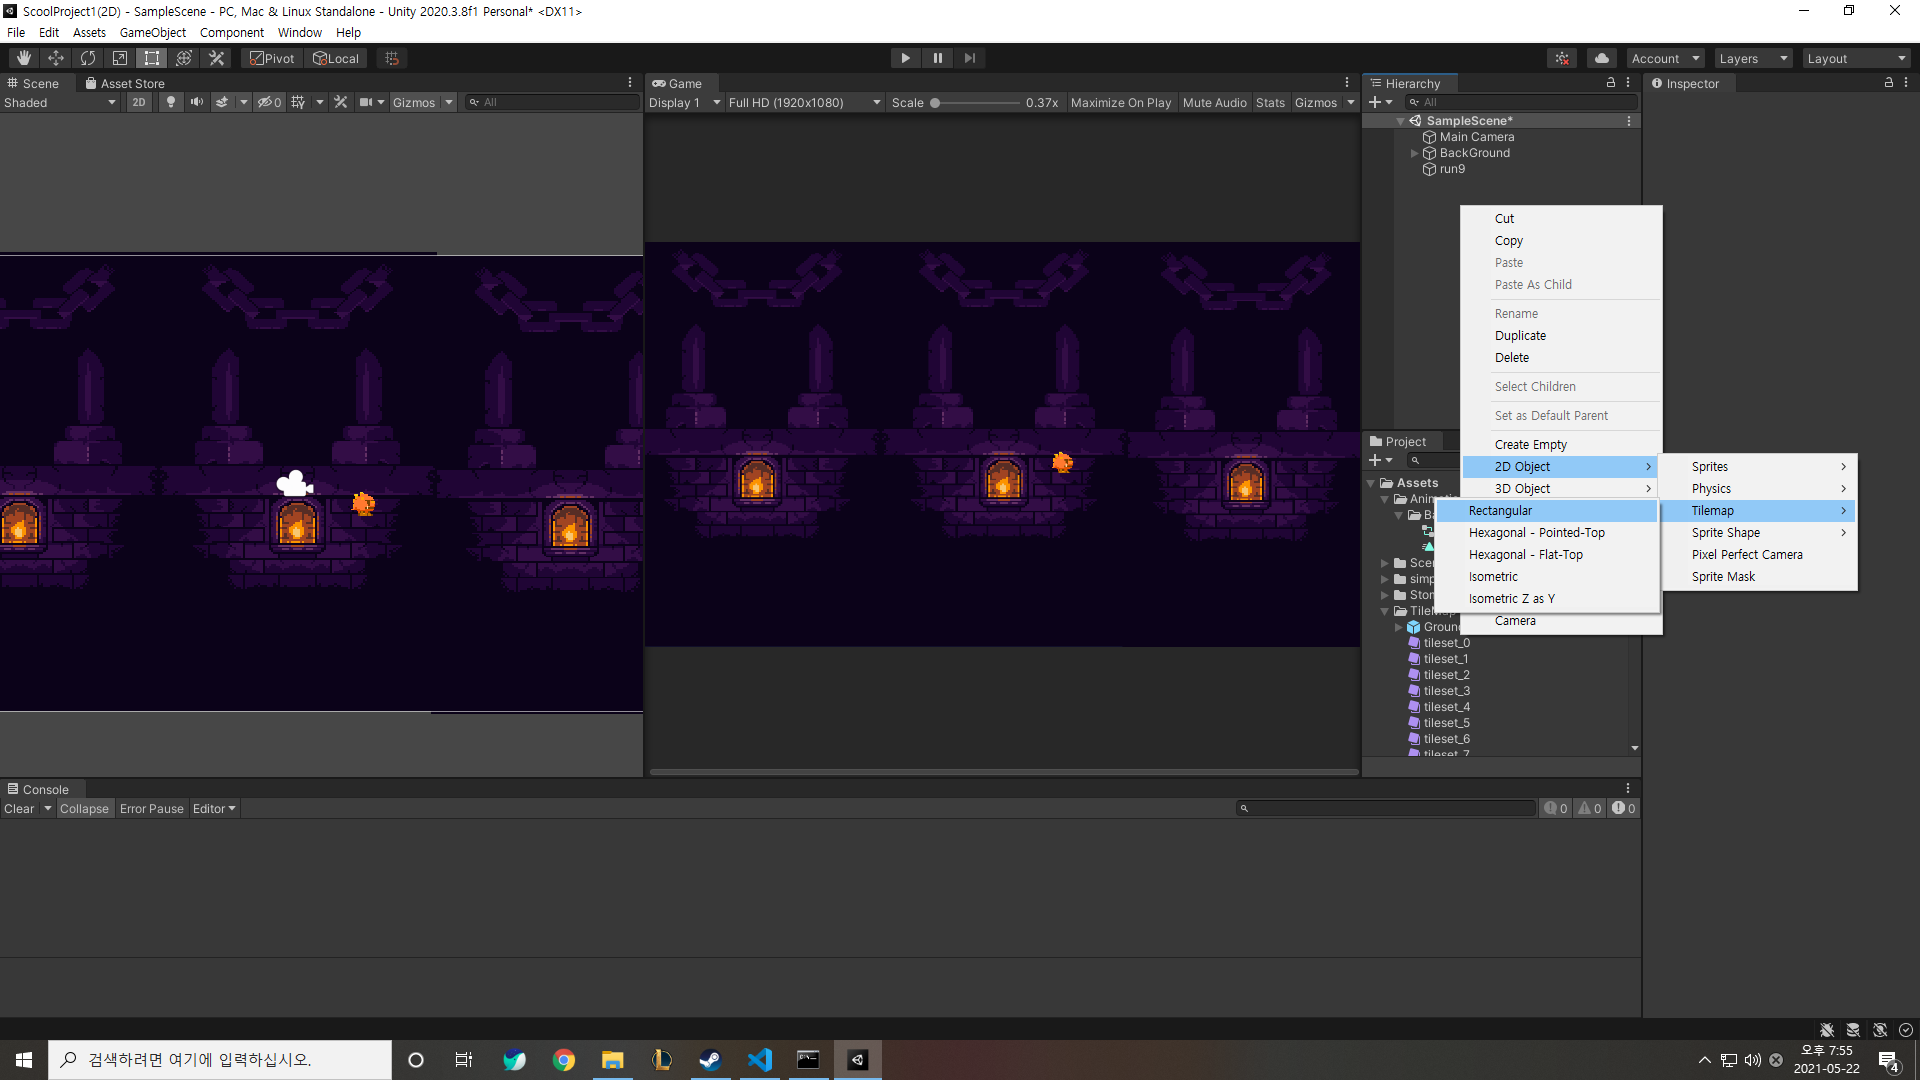 ScoolProject1(2D) - SampleScene - PC, Mac & Linux Standalone - Unity 2020.3.8f1 Personal* <DX11>
File Edit Assets GameObject Component Window Help
Pivot Local Account Layers Layout
Scene Asset Store
Shaded 2D 0 Gizmos All
Game
Display 1 Full HD (1920x1080) Scale 0.37x Maximize On Play Mute Audio Stats Gizmos
Hierarchy
All
SampleScene*
Main Camera
BackGround
run9
Inspector
Cut
Copy
Paste
Paste As Child
Rename
Duplicate
Delete
Select Children
Set as Default Parent
Create Empty
2D Object
3D Object
Camera
Sprites
Physics
Tilemap
Sprite Shape
Pixel Perfect Camera
Sprite Mask
Rectangular
Hexagonal - Pointed-Top
Hexagonal - Flat-Top
Isometric
Isometric Z as Y
Project
Assets
tileset_0
tileset_1
tileset_2
tileset_3
tileset_4
tileset_5
tileset_6
tileset_7
Console
Clear Collapse Error Pause Editor 0 0 0
검색하려면 여기에 입력하십시오.
오후 7:55
2021-05-22
4